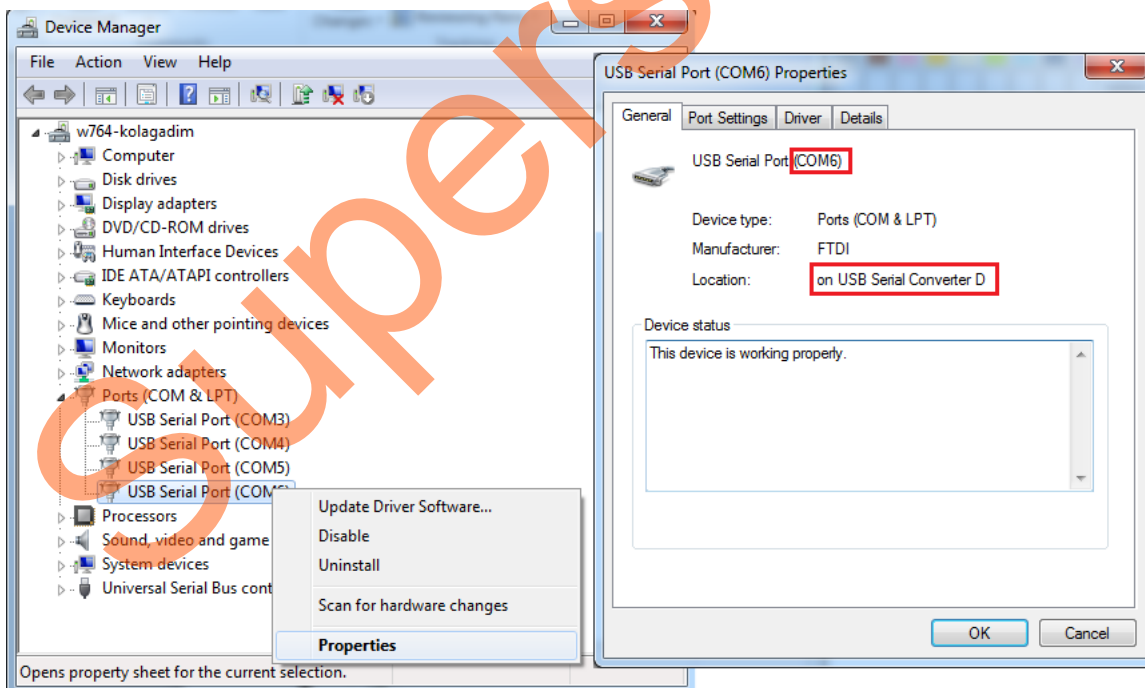 Device Manager
File Action View Help
w764-kolagadim
Computer
Disk drives
Display adapters
DVD/CD-ROM drives
Human Interface Devices
IDE ATA/ATAPI controllers
Keyboards
Mice and other pointing devices
Monitors
Network adapters
Ports (COM & LPT)
USB Serial Port (COM3)
USB Serial Port (COM4)
USB Serial Port (COM5)
USB Serial Port
Processors
Sound, video and game
System devices
Universal Serial Bus
Update Driver Software...
Disable
Uninstall
Scan for hardware changes
Properties
Opens property sheet for the current selection.
USB Serial Port (COM6) Properties
General Port Settings Driver Details
USB Serial Port (COM6)
Device type: Ports (COM & LPT)
Manufacturer: FTDI
Location: on USB Serial Converter D
Device status
This device is working properly.
OK Cancel
Supers